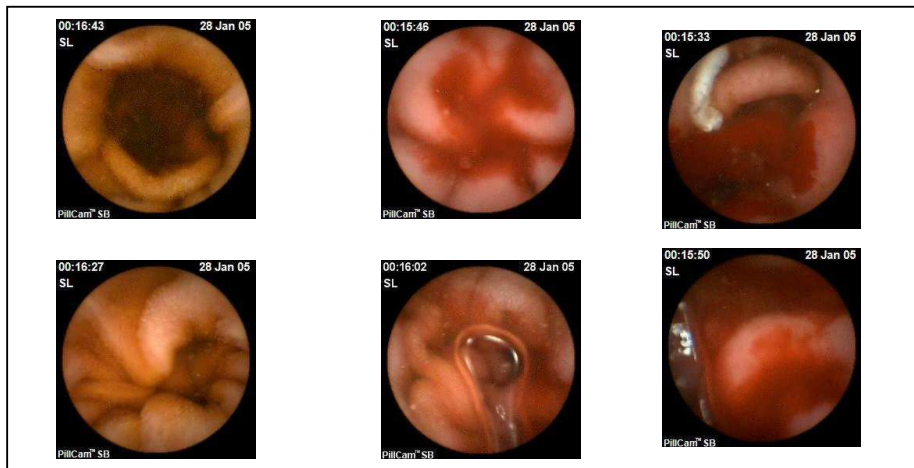 00:16:43 28 Jan 05
SL
PillCam™ SB
00:15:46 28 Jan 05
SL
PillCam™ SB
00:15:33 28 Jan 05
SL
PillCam™ SB
00:16:27 28 Jan 05
SL
PillCam™ SB
00:16:02 28 Jan 05
SL
PillCam™ SB
00:15:50 28 Jan 05
SL
PillCam™ SB